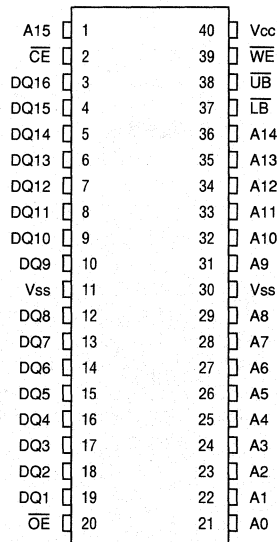 A15 1 40 Vcc
CE 2 39 WE
DQ16 3 38 UB
DQ15 4 37 LB
DQ14 5 36 A14
DQ13 6 35 A13
DQ12 7 34 A12
DQ11 8 33 A11
DQ10 9 32 A10
DQ9 10 31 A9
Vss 11 30 Vss
DQ8 12 29 A8
DQ7 13 28 A7
DQ6 14 27 A6
DQ5 15 26 A5
DQ4 16 25 A4
DQ3 17 24 A3
DQ2 18 23 A2
DQ1 19 22 A1
OE 20 21 A0